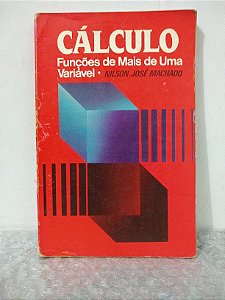 CÁLCULO
Funções de Mais de Uma
Variável • NILSON JOSÉ MACHADO